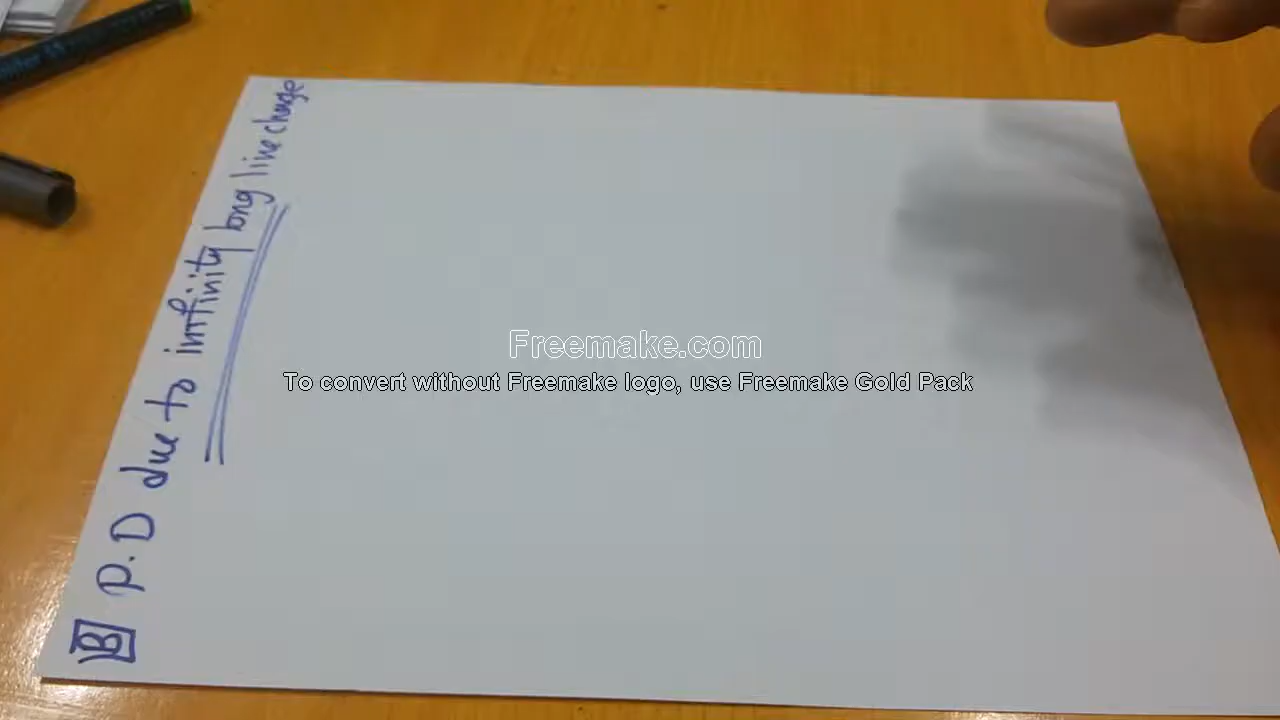 B P.D due to infinity long line charge
Freemake.com
To convert without Freemake logo, use Freemake Gold Pack